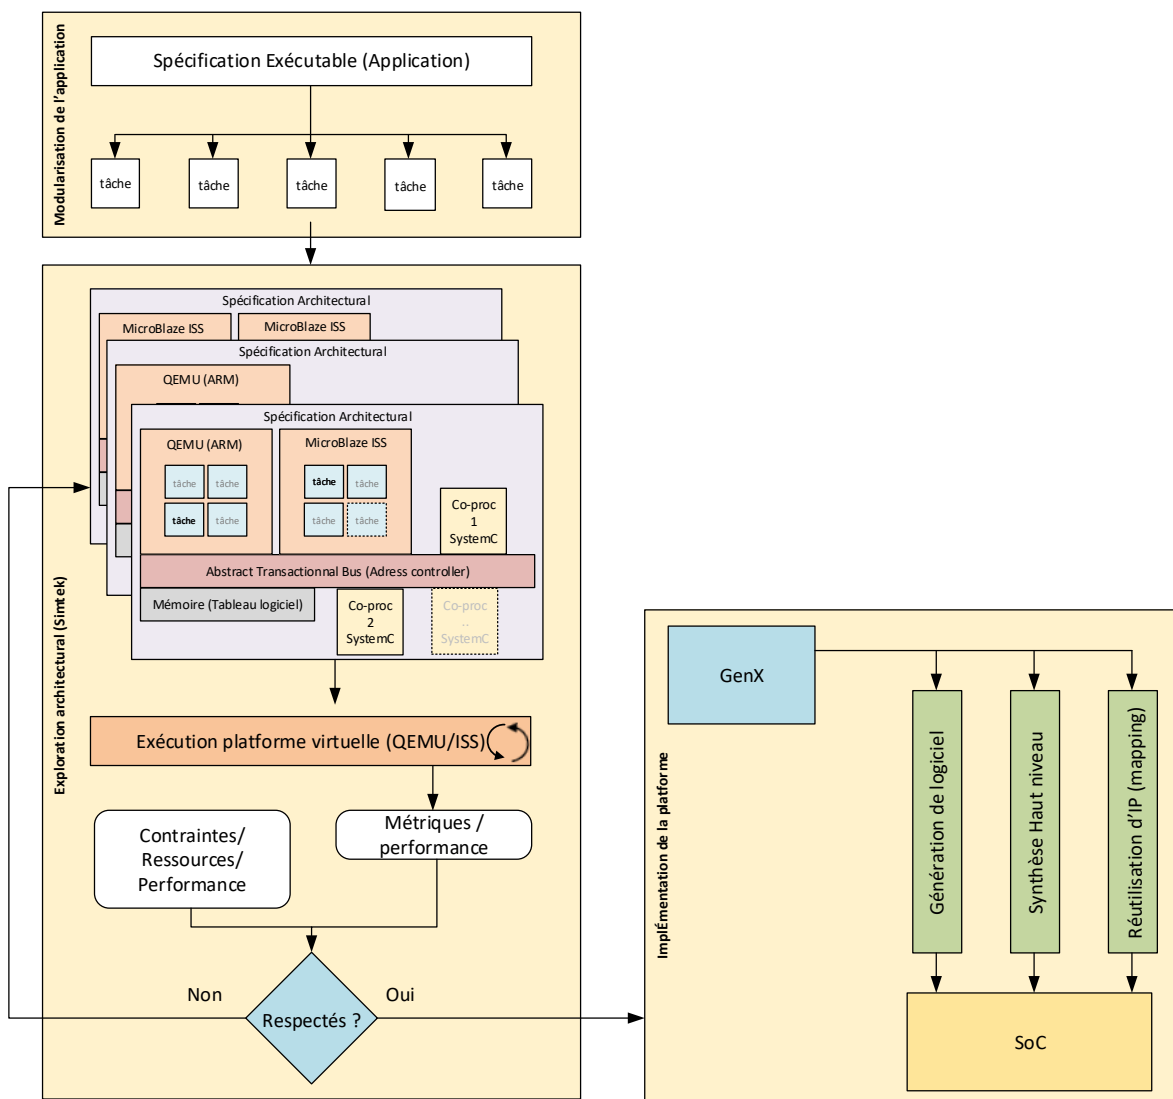 Modularisation de l'application
Spécification Exécutable (Application)
tâche
tâche
tâche
tâche
tâche
Exploration architectural (Simtek)
Spécification Architectural
MicroBlaze ISS
MicroBlaze ISS
Spécification Architectural
QEMU (ARM)
Spécification Architectural
QEMU (ARM)
MicroBlaze ISS
tâche
tâche
tâche
tâche
tâche
tâche
tâche
tâche
Co-proc
1
SystemC
Abstract Transactionnal Bus (Adress controller)
Mémoire (Tableau logiciel)
Co-proc
2
SystemC
Co-proc
..
SystemC
Exécution platforme virtuelle (QEMU/ISS)
Contraintes/
Ressources/
Performance
Métriques /
performance
Non
Oui
Respectés ?
ImplÉmentation de la platforme
GenX
Génération de logiciel
Synthèse Haut niveau
Réutilisation d'IP (mapping)
SoC